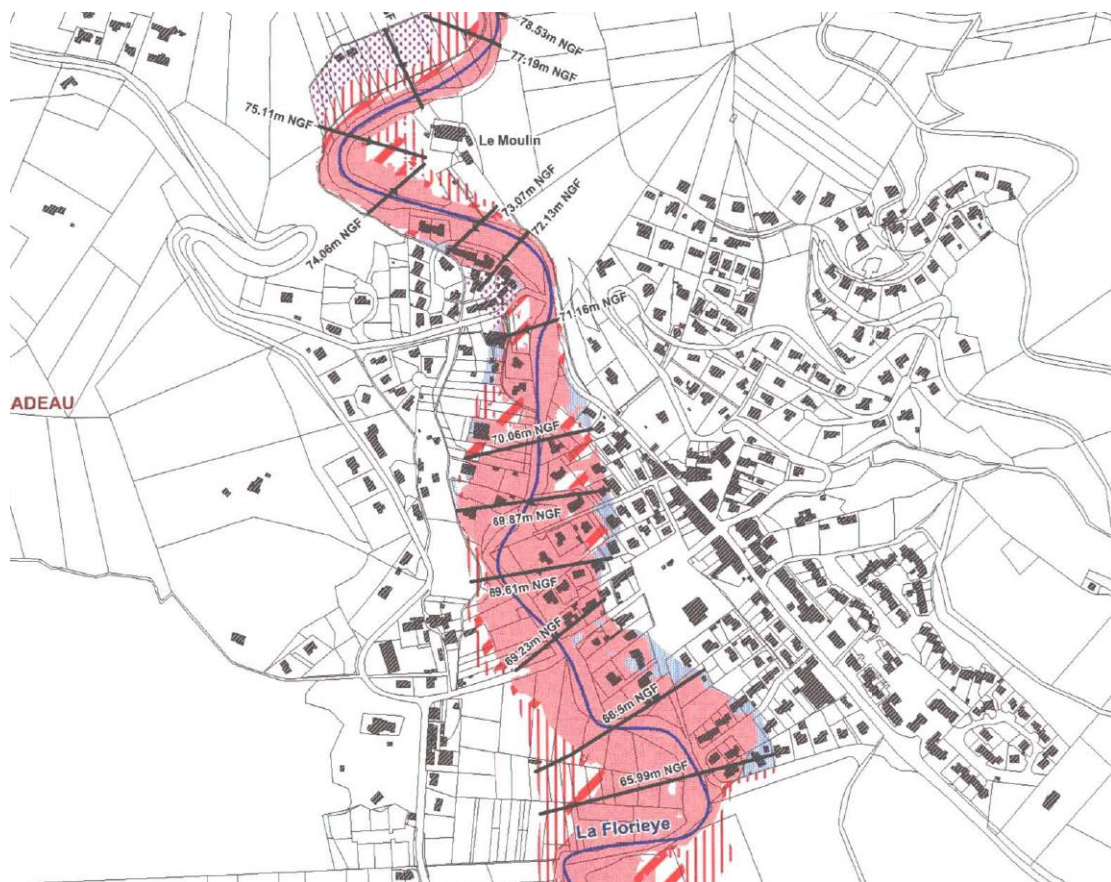 78.53m NGF
77.19m NGF
75.11m NGF
Le Moulin
73.07m NGF
72.13m NGF
74.06m NGF
71.16m NGF
ADEAU
70.06m NGF
69.87m NGF
69.61m NGF
69.23m NGF
66.5m NGF
65.99m NGF
La Florieye